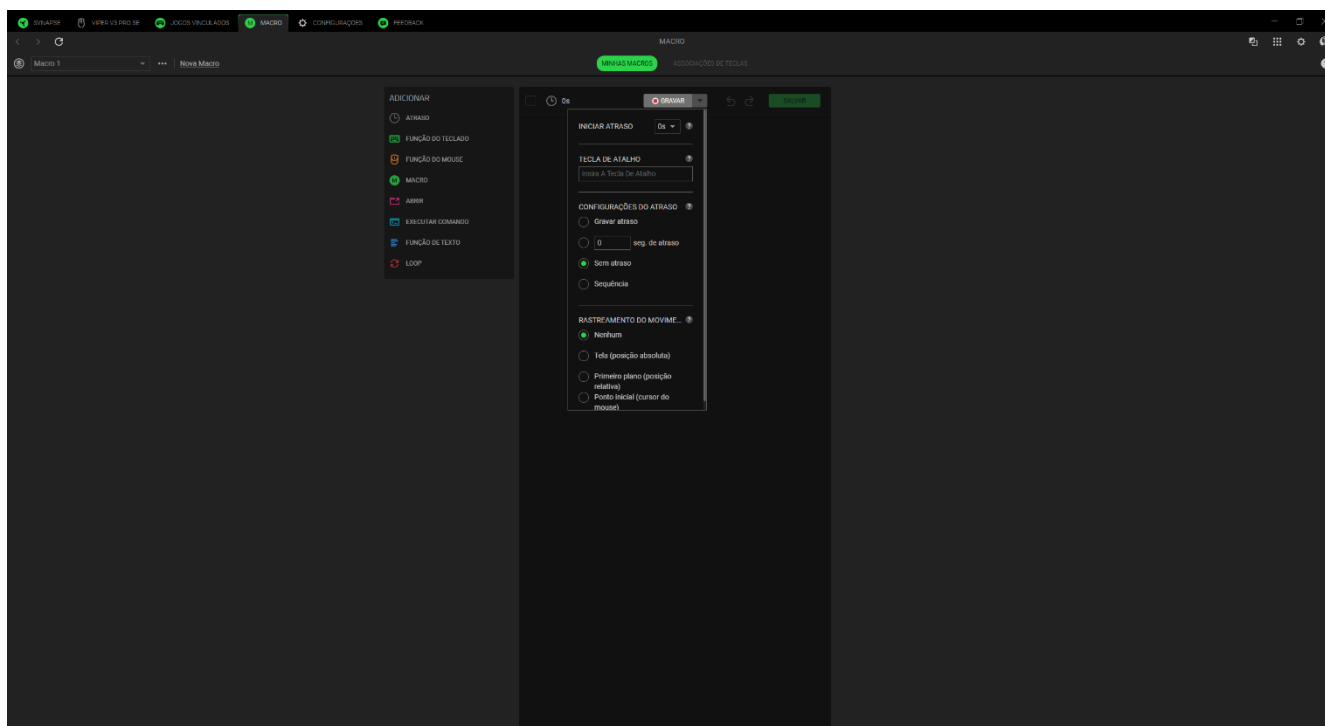 SYNAPSE VIPER V3 PRO SE JOGOS VINCULADOS MACRO CONFIGURAÇÕES FEEDBACK
MACRO
Macro 1 Nova Macro MINHAS MACROS ASSOCIAÇÕES DE TECLAS
ADICIONAR
ATRASO
FUNÇÃO DO TECLADO
FUNÇÃO DO MOUSE
MACRO
ABRIR
EXECUTAR COMANDO
FUNÇÃO DE TEXTO
LOOP
0s GRAVAR SALVAR
INICIAR ATRASO 0s
TECLA DE ATALHO
Insira A Tecla De Atalho
CONFIGURAÇÕES DO ATRASO
Gravar atraso
0 seg. de atraso
Sem atraso
Sequência
RASTREAMENTO DO MOVIME...
Nenhum
Tela (posição absoluta)
Primeiro plano (posição
relativa)
Ponto inicial (cursor do
mouse)